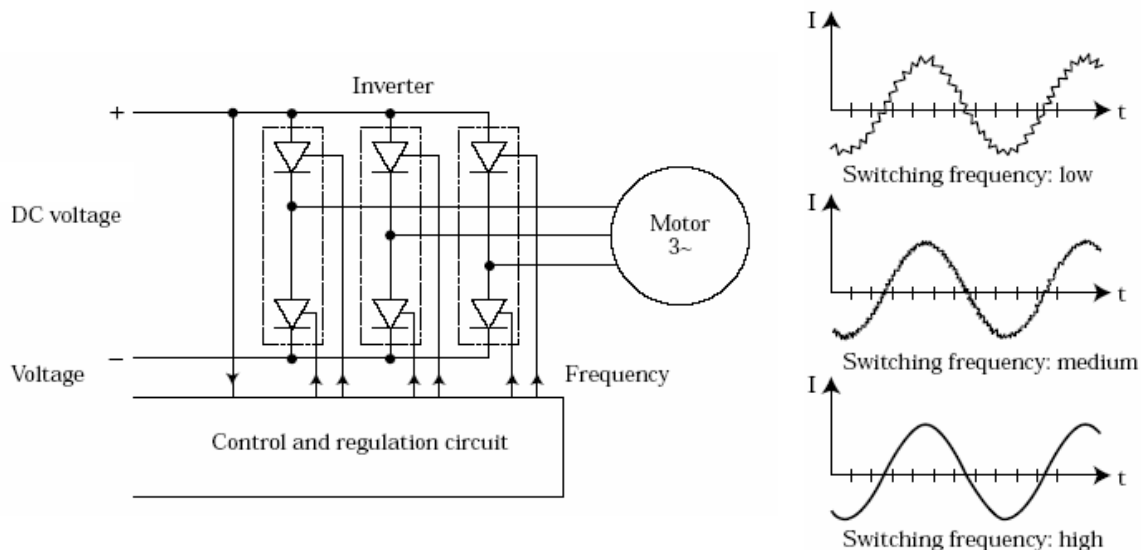 Inverter
+
DC voltage
–
Voltage
Frequency
Control and regulation circuit
Motor
3~
I
t
Switching frequency: low
I
t
Switching frequency: medium
I
t
Switching frequency: high